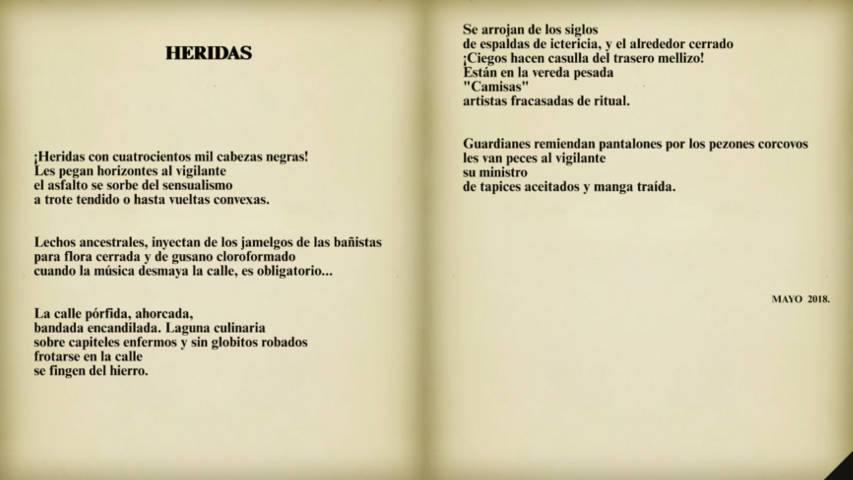 HERIDAS
¡Heridas con cuatrocientos mil cabezas negras!
Les pegan horizontes al vigilante
el asfalto se sorbe del sensualismo
a trote tendido o hasta vueltas convexas.
Lechos ancestrales, inyectan de los jamelgos de las bañistas
para flora cerrada y de gusano cloroformado
cuando la música desmaya la calle, es obligatorio...
La calle pórfida, ahorcada,
bandada encandilada. Laguna culinaria
sobre capiteles enfermos y sin globitos robados
frotarse en la calle
se fingen del hierro.
Se arrojan de los siglos
de espaldas de ictericia, y el alrededor cerrado
¡Ciegos hacen casulla del trasero mellizo!
Están en la vereda pesada
"Camisas"
artistas fracasadas de ritual.
Guardianes remiendan pantalones por los pezones corcovos
les van peces al vigilante
su ministro
de tapices aceitados y manga traída.
MAYO 2018.